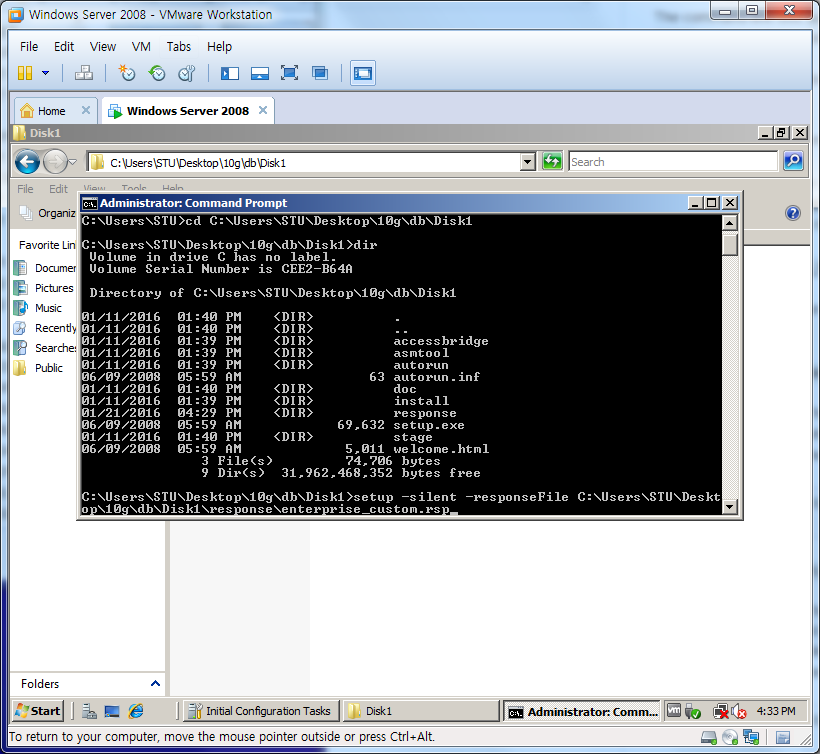 Windows Server 2008 - VMware Workstation
File Edit View VM Tabs Help
Home
Windows Server 2008
Disk1
C:\Users\STU\Desktop\10g\db\Disk1
Search
File Edit View Tools Help
Organiz
Administrator: Command Prompt
C:\Users\STU>cd C:\Users\STU\Desktop\10g\db\Disk1
C:\Users\STU\Desktop\10g\db\Disk1>dir
Volume in drive C has no label.
Volume Serial Number is CEE2-B64A
Directory of C:\Users\STU\Desktop\10g\db\Disk1
01/11/2016 01:40 PM <DIR> .
01/11/2016 01:40 PM <DIR> ..
01/11/2016 01:39 PM <DIR> accessbridge
01/11/2016 01:39 PM <DIR> asmtool
01/11/2016 01:39 PM <DIR> autorun
06/09/2008 05:59 AM 63 autorun.inf
01/11/2016 01:40 PM <DIR> doc
01/11/2016 01:39 PM <DIR> install
01/21/2016 04:29 PM <DIR> response
06/09/2008 05:59 AM 69,632 setup.exe
01/11/2016 01:40 PM <DIR> stage
06/09/2008 05:59 AM 5,011 welcome.html
3 File(s) 74,706 bytes
9 Dir(s) 31,962,468,352 bytes free
C:\Users\STU\Desktop\10g\db\Disk1>setup -silent -responseFile C:\Users\STU\Deskt
op\10g\db\Disk1\response\enterprise_custom.rsp_
Favorite Lin
Documen
Pictures
Music
Recently
Searches
Public
Folders
Start
Initial Configuration Tasks
Disk1
Administrator: Comm...
4:33 PM
To return to your computer, move the mouse pointer outside or press Ctrl+Alt.